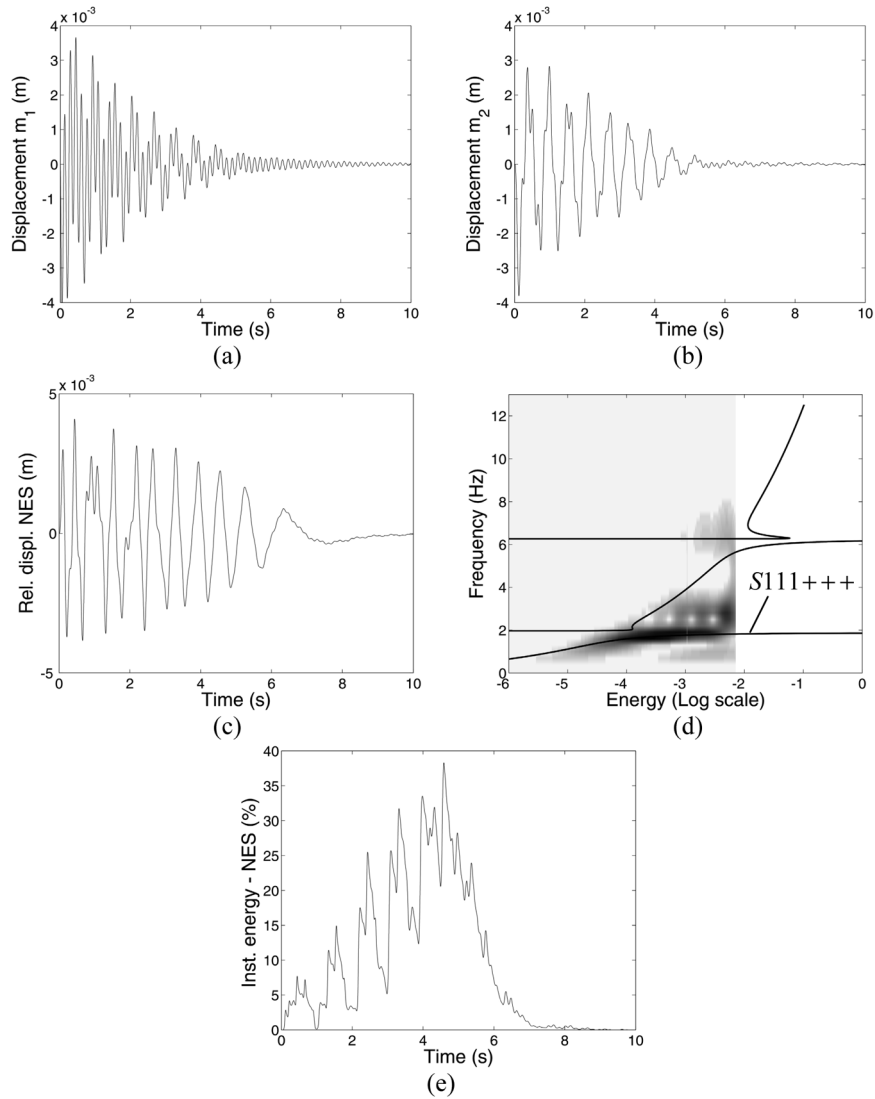 x 10 -3
4
3
2
1
0
-1
-2
-3
-4
0 2 4 6 8 10
Displacement m1 (m)
Time (s)
(a)
x 10 -3
4
3
2
1
0
-1
-2
-3
-4
0 2 4 6 8 10
Displacement m2 (m)
Time (s)
(b)
x 10 -3
5
0
-5
0 2 4 6 8 10
Rel. displ. NES (m)
Time (s)
(c)
12
10
8
6
4
2
0
-6 -5 -4 -3 -2 -1 0
Frequency (Hz)
S111+++
Energy (Log scale)
(d)
40
35
30
25
20
15
10
5
0
0 2 4 6 8 10
Inst. energy - NES (%)
Time (s)
(e)